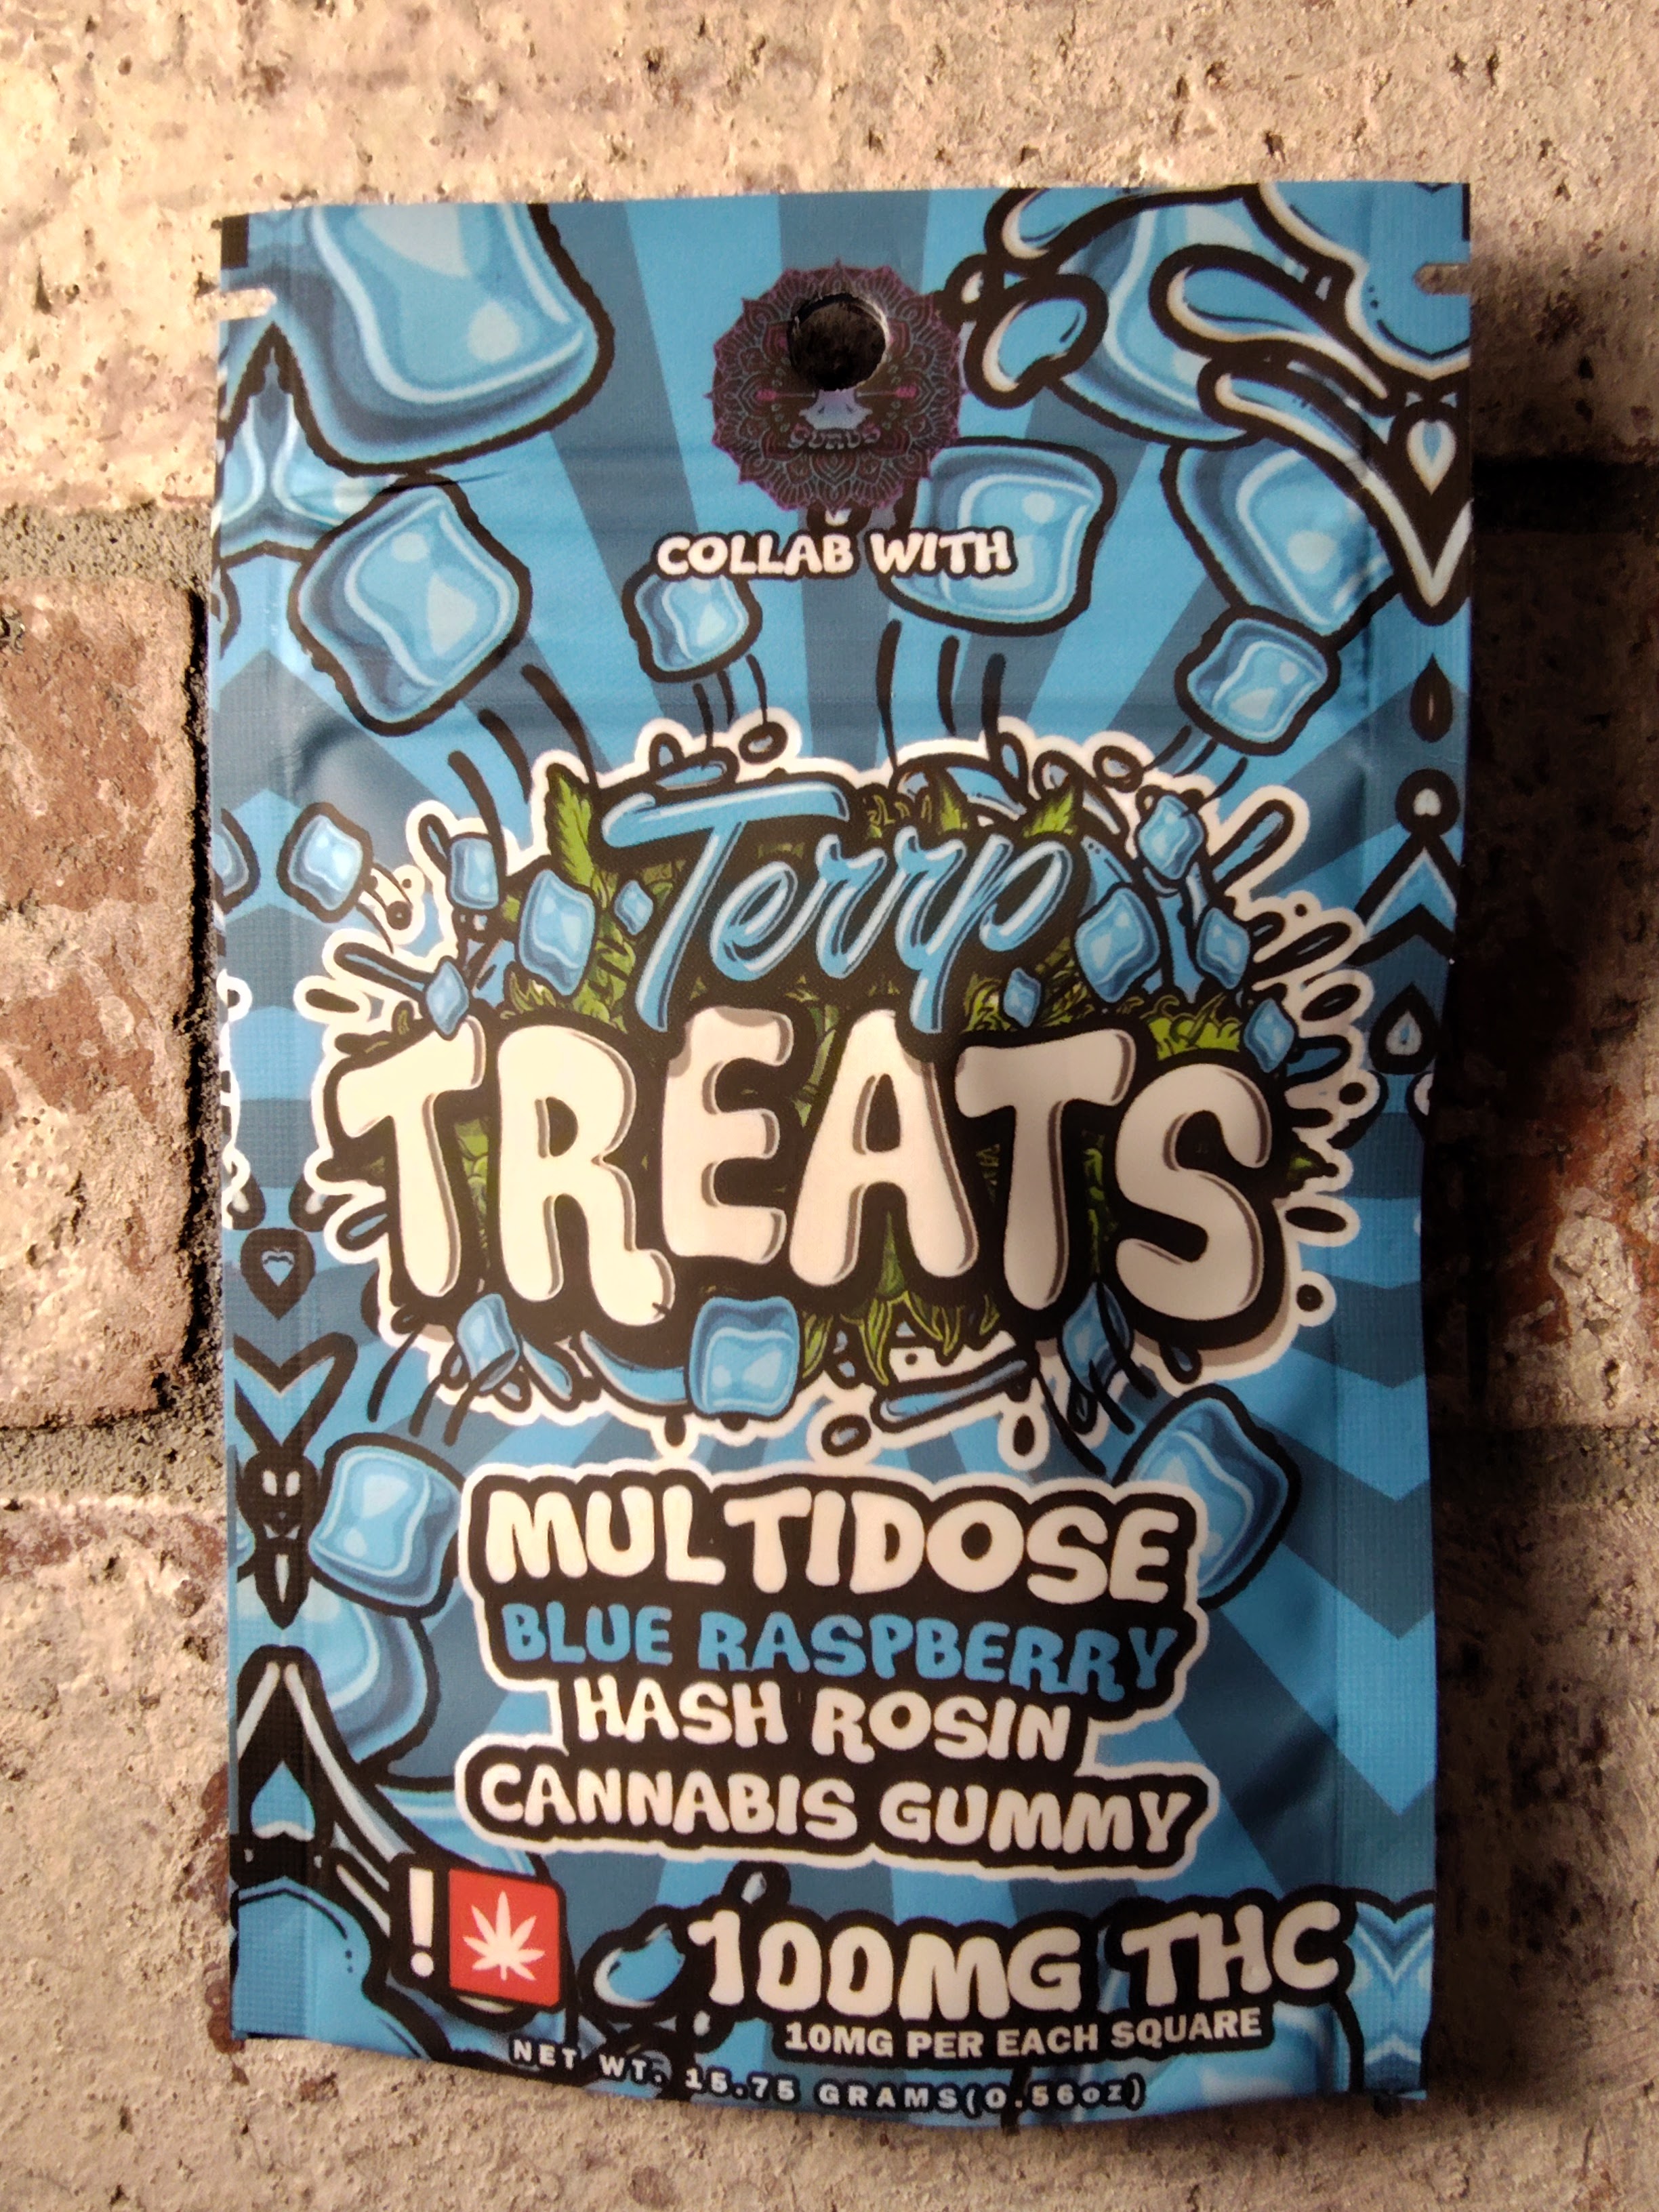 GURUS
COLLAB WITH
Terrp
TREATS
MULTIDOSE
BLUE RASPBERRY
HASH ROSIN
CANNABIS GUMMY
!
100MG THC
10MG PER EACH SQUARE
NET WT. 15.75 GRAMS(0.56oz)